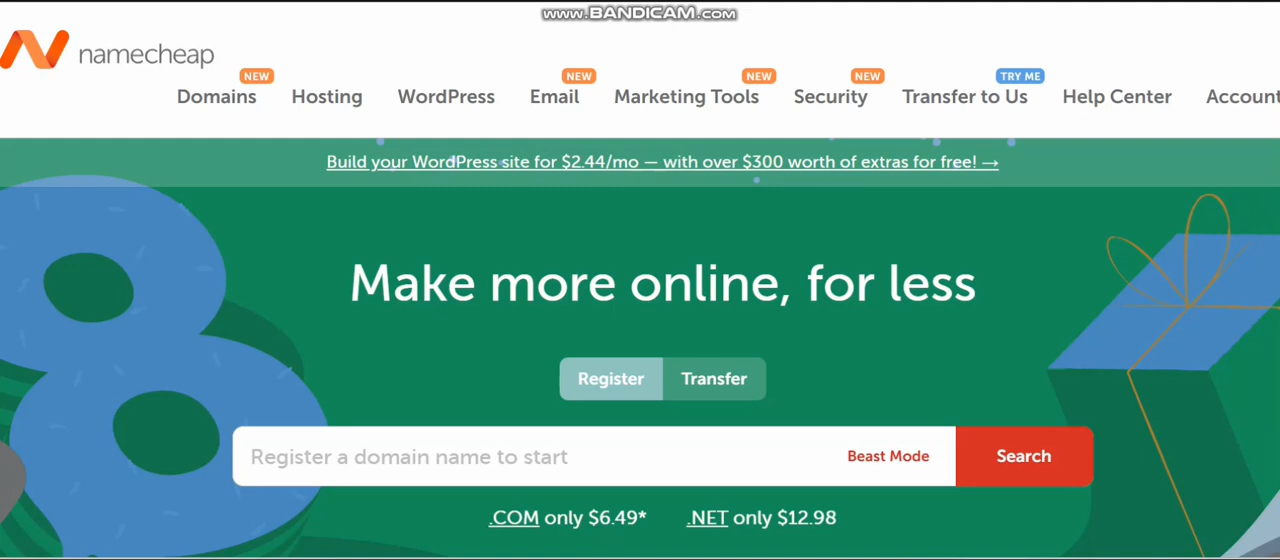 www.BANDICAM.com
namecheap
NEW NEW NEW NEW TRY ME
Domains Hosting WordPress Email Marketing Tools Security Transfer to Us Help Center Account
Build your WordPress site for $2.44/mo — with over $300 worth of extras for free! →
Make more online, for less
Register Transfer
Register a domain name to start Beast Mode Search
.COM only $6.49* .NET only $12.98